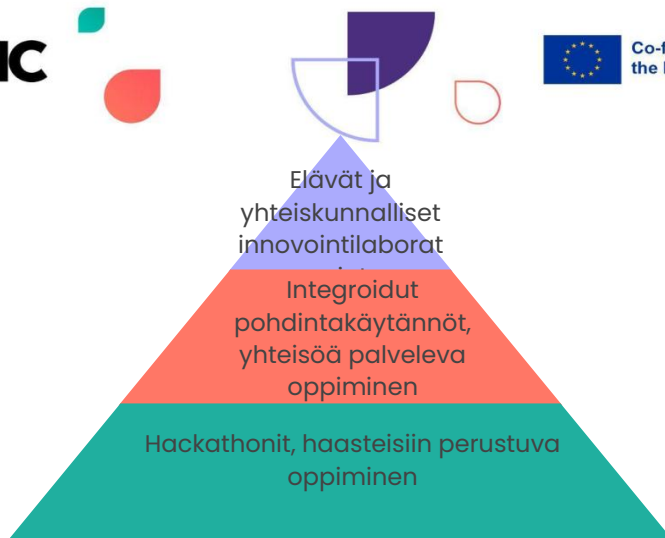 IC
Co-f
the
Elävät ja
yhteiskunnalliset
innovointilaborat
Integroidut
pohdintakäytännöt,
yhteisöä palveleva
oppiminen
Hackathonit, haasteisiin perustuva
oppiminen